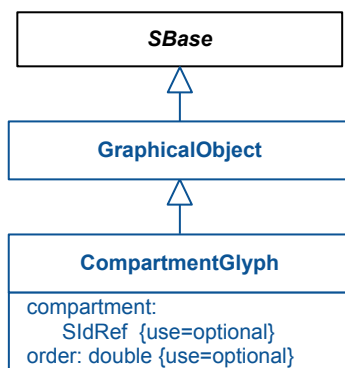 SBase
GraphicalObject
CompartmentGlyph
compartment:
SIdRef {use=optional}
order: double {use=optional}